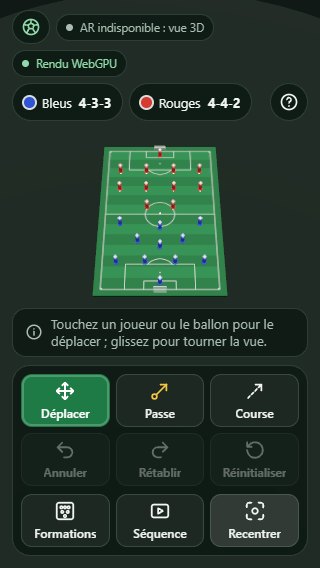 AR indisponible : vue 3D
Rendu WebGPU
Bleus 4-3-3
Rouges 4-4-2
?
Touchez un joueur ou le ballon pour le
déplacer ; glissez pour tourner la vue.
Déplacer
Passe
Course
Annuler
Rétablir
Réinitialiser
Formations
Séquence
Recentrer